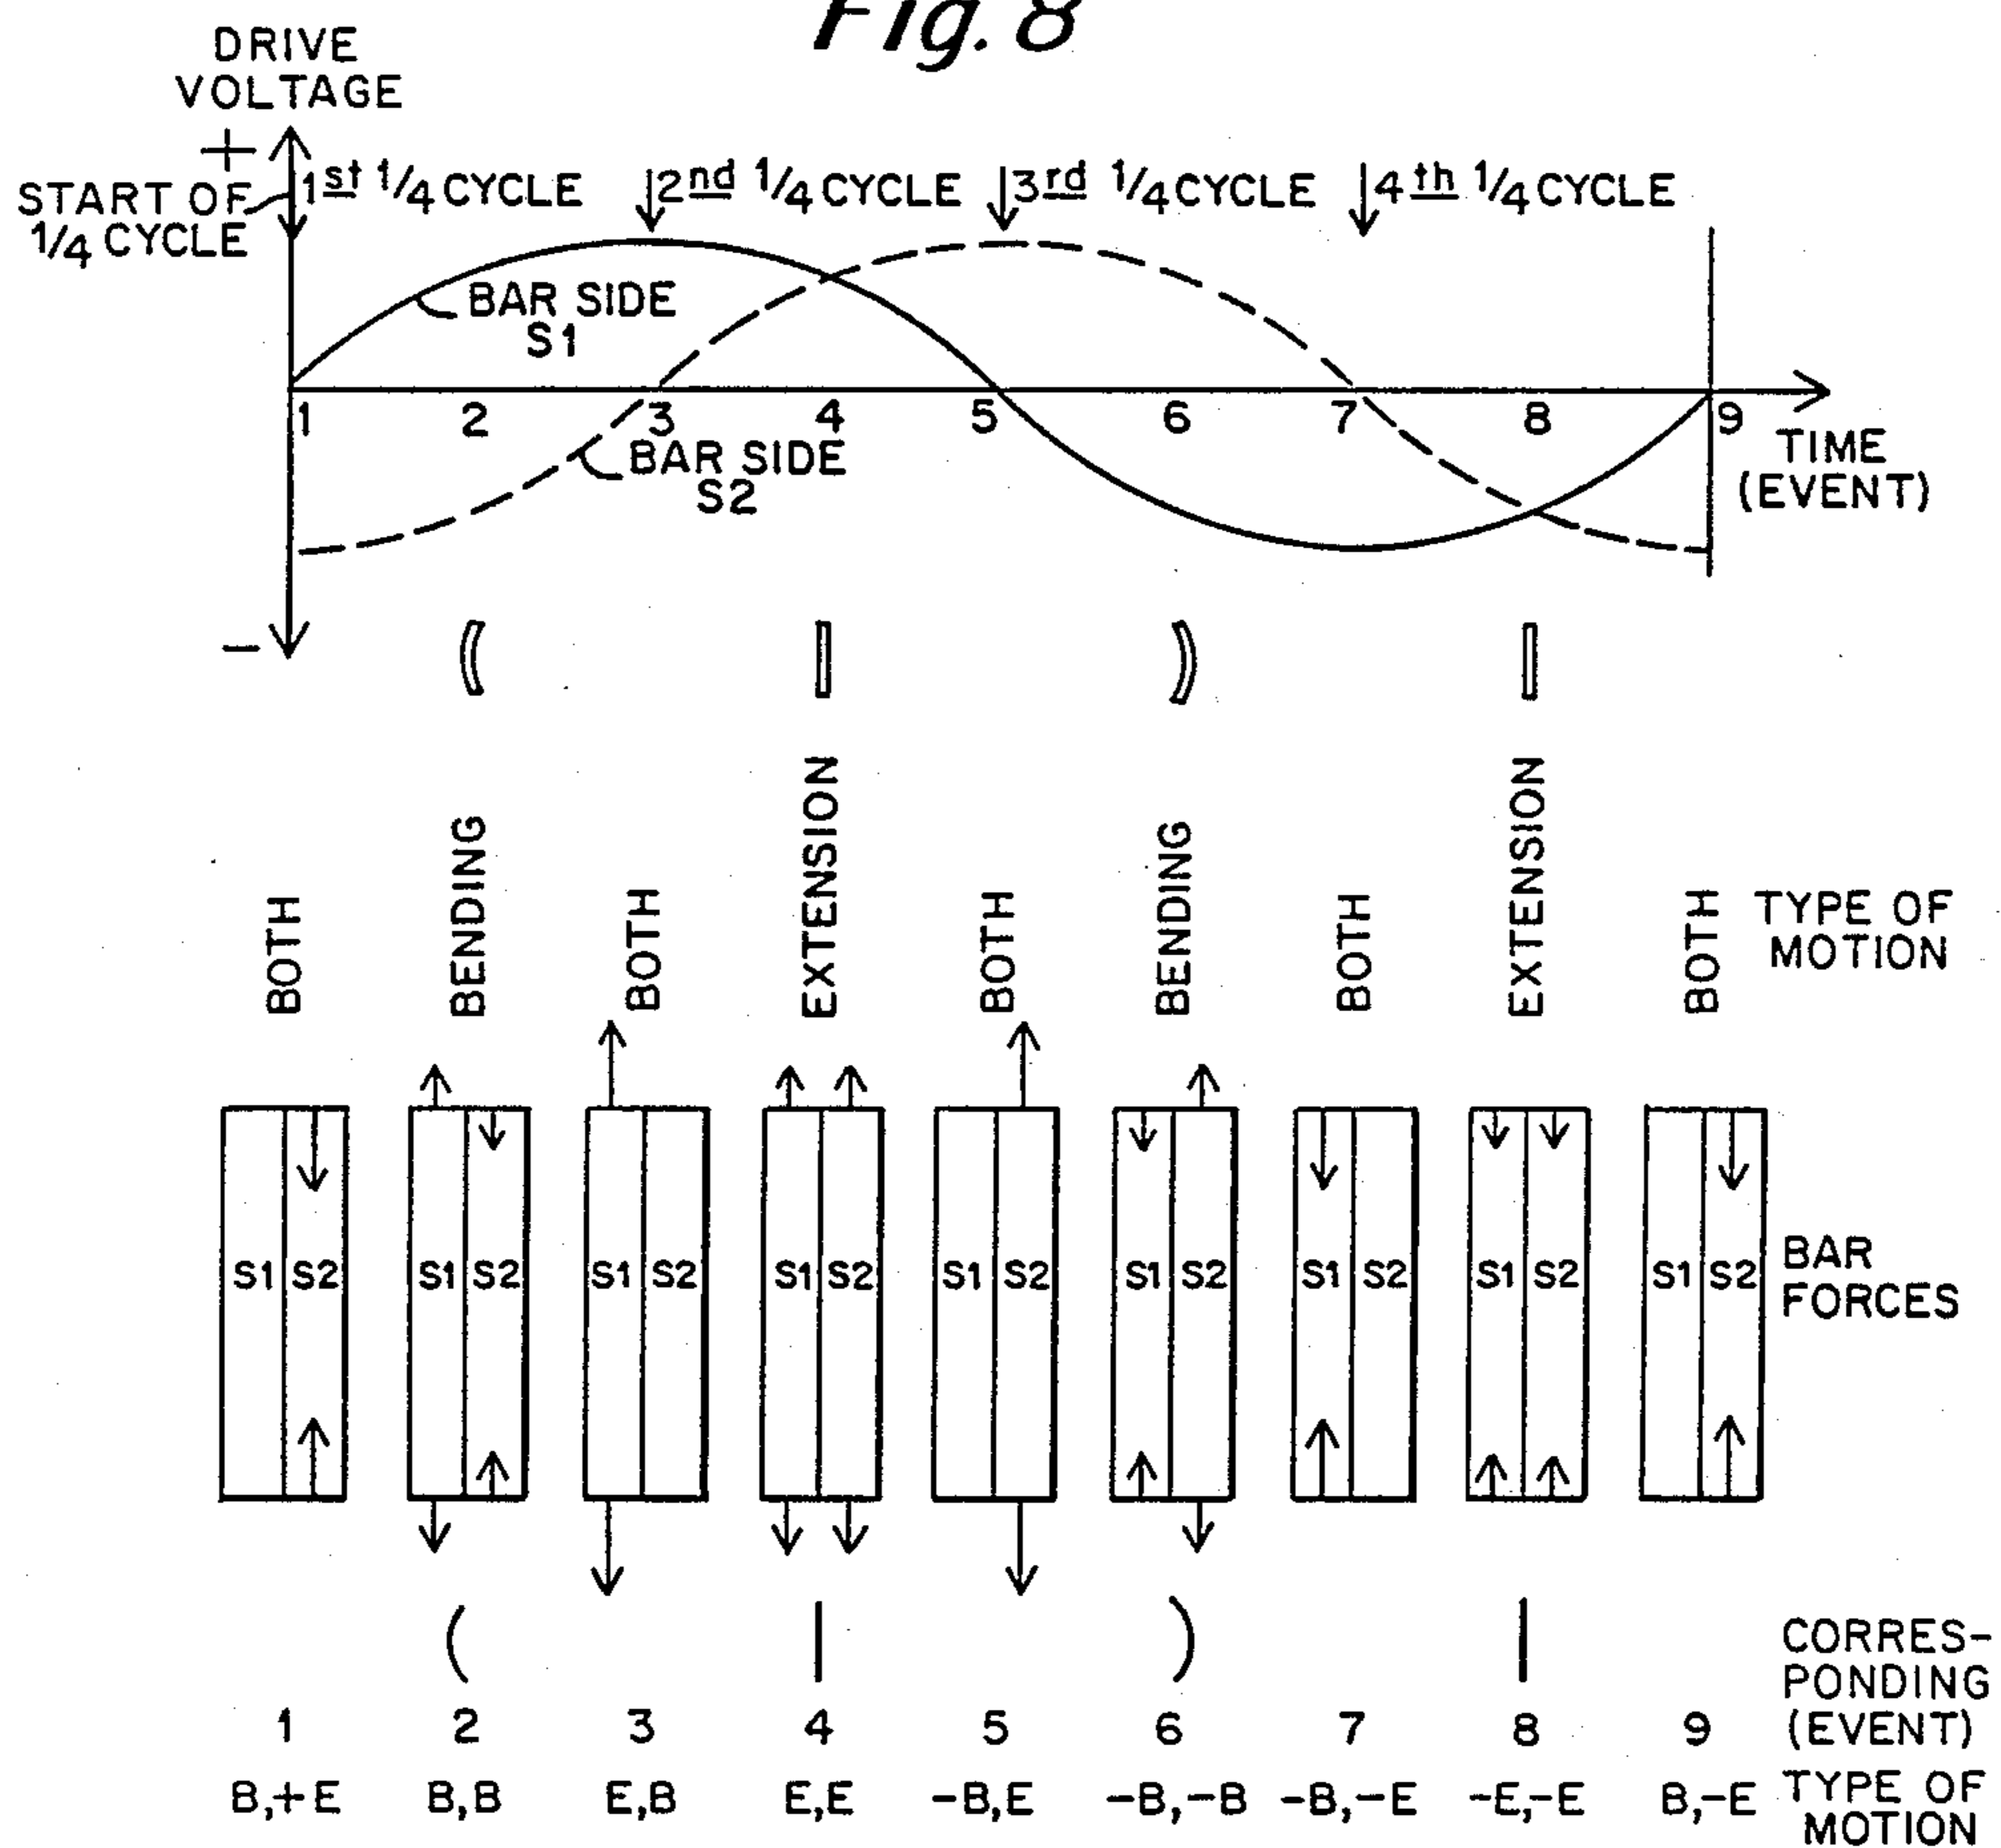 Fig. 8
DRIVE
VOLTAGE
+
START OF
1/4 CYCLE
1st 1/4 CYCLE
2nd 1/4 CYCLE
3rd 1/4 CYCLE
4th 1/4 CYCLE
BAR SIDE
S1
1 2 3 4 5 6 7 8 9
BAR SIDE
S2
TIME
(EVENT)
−
BOTH
BENDING
BOTH
EXTENSION
BOTH
BENDING
BOTH
EXTENSION
BOTH
TYPE OF
MOTION
S1 S2 S1 S2 S1 S2 S1 S2 S1 S2 S1 S2 S1 S2 S1 S2 S1 S2
BAR
FORCES
CORRES-
PONDING
(EVENT)
1 2 3 4 5 6 7 8 9
B,+E B,B E,B E,E -B,E -B,-B -B,-E -E,-E B,-E
TYPE OF
MOTION